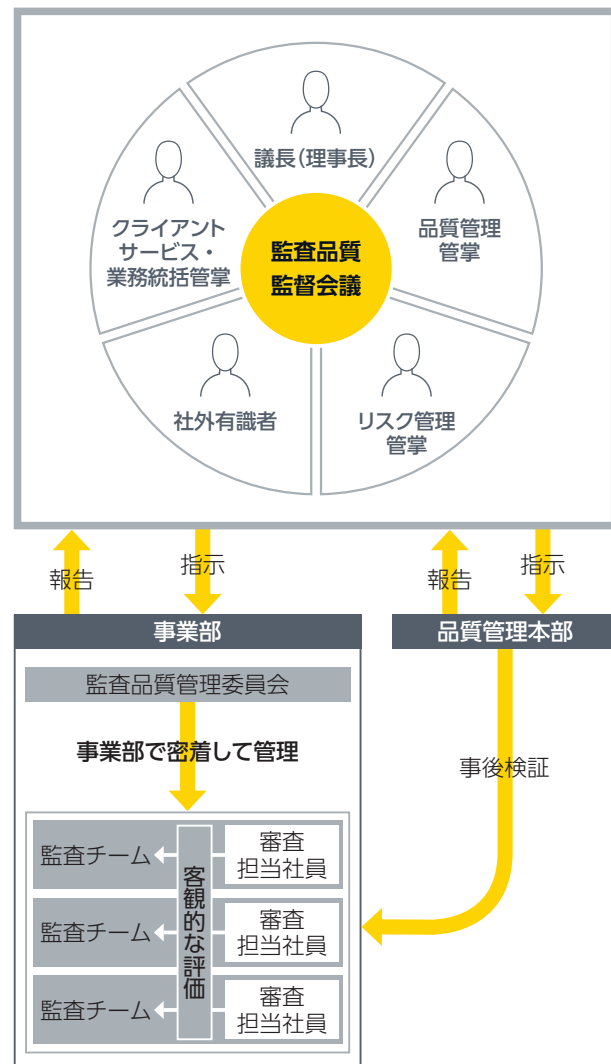 議長(理事長)
クライアント
サービス・
業務統括管掌
品質管理
管掌
監査品質
監督会議
社外有識者
リスク管理
管掌
報告
指示
報告
指示
事業部
品質管理本部
監査品質管理委員会
事業部で密着して管理
事後検証
客観的な評価
監査チーム
審査
担当社員
監査チーム
審査
担当社員
監査チーム
審査
担当社員